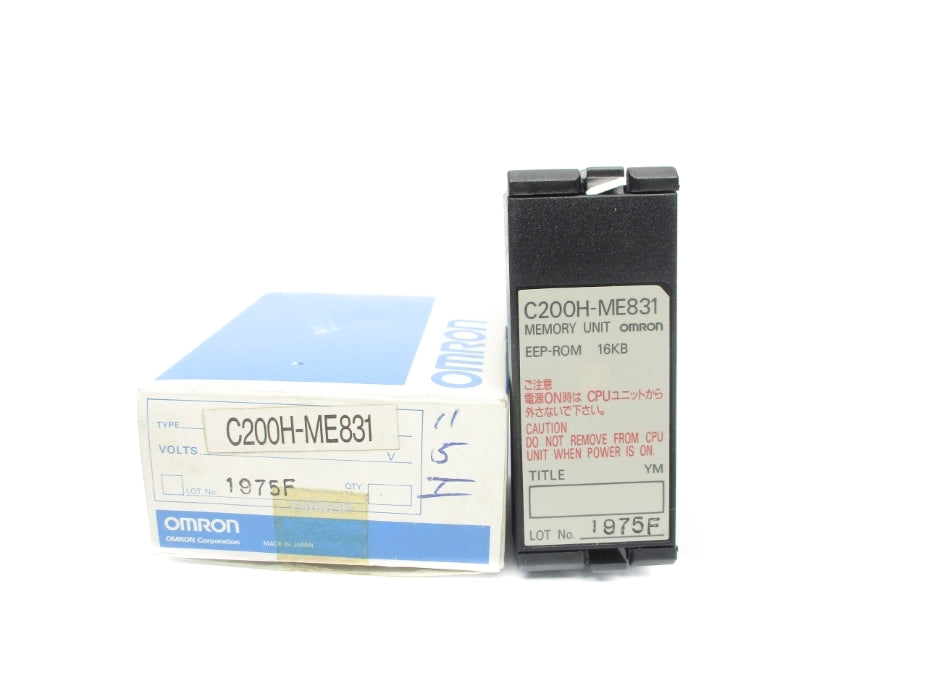 OMRON
TYPE
C200H-ME831
VOLTS
V
LOT No. 1975F QTY
OMRON
OMRON Corporation MADE IN JAPAN
C200H-ME831
MEMORY UNIT OMRON
EEP-ROM 16KB
ご注意
電源ON時は CPUユニットから
外さないで下さい。
CAUTION
DO NOT REMOVE FROM CPU
UNIT WHEN POWER IS ON.
TITLE YM
LOT No. 1975F